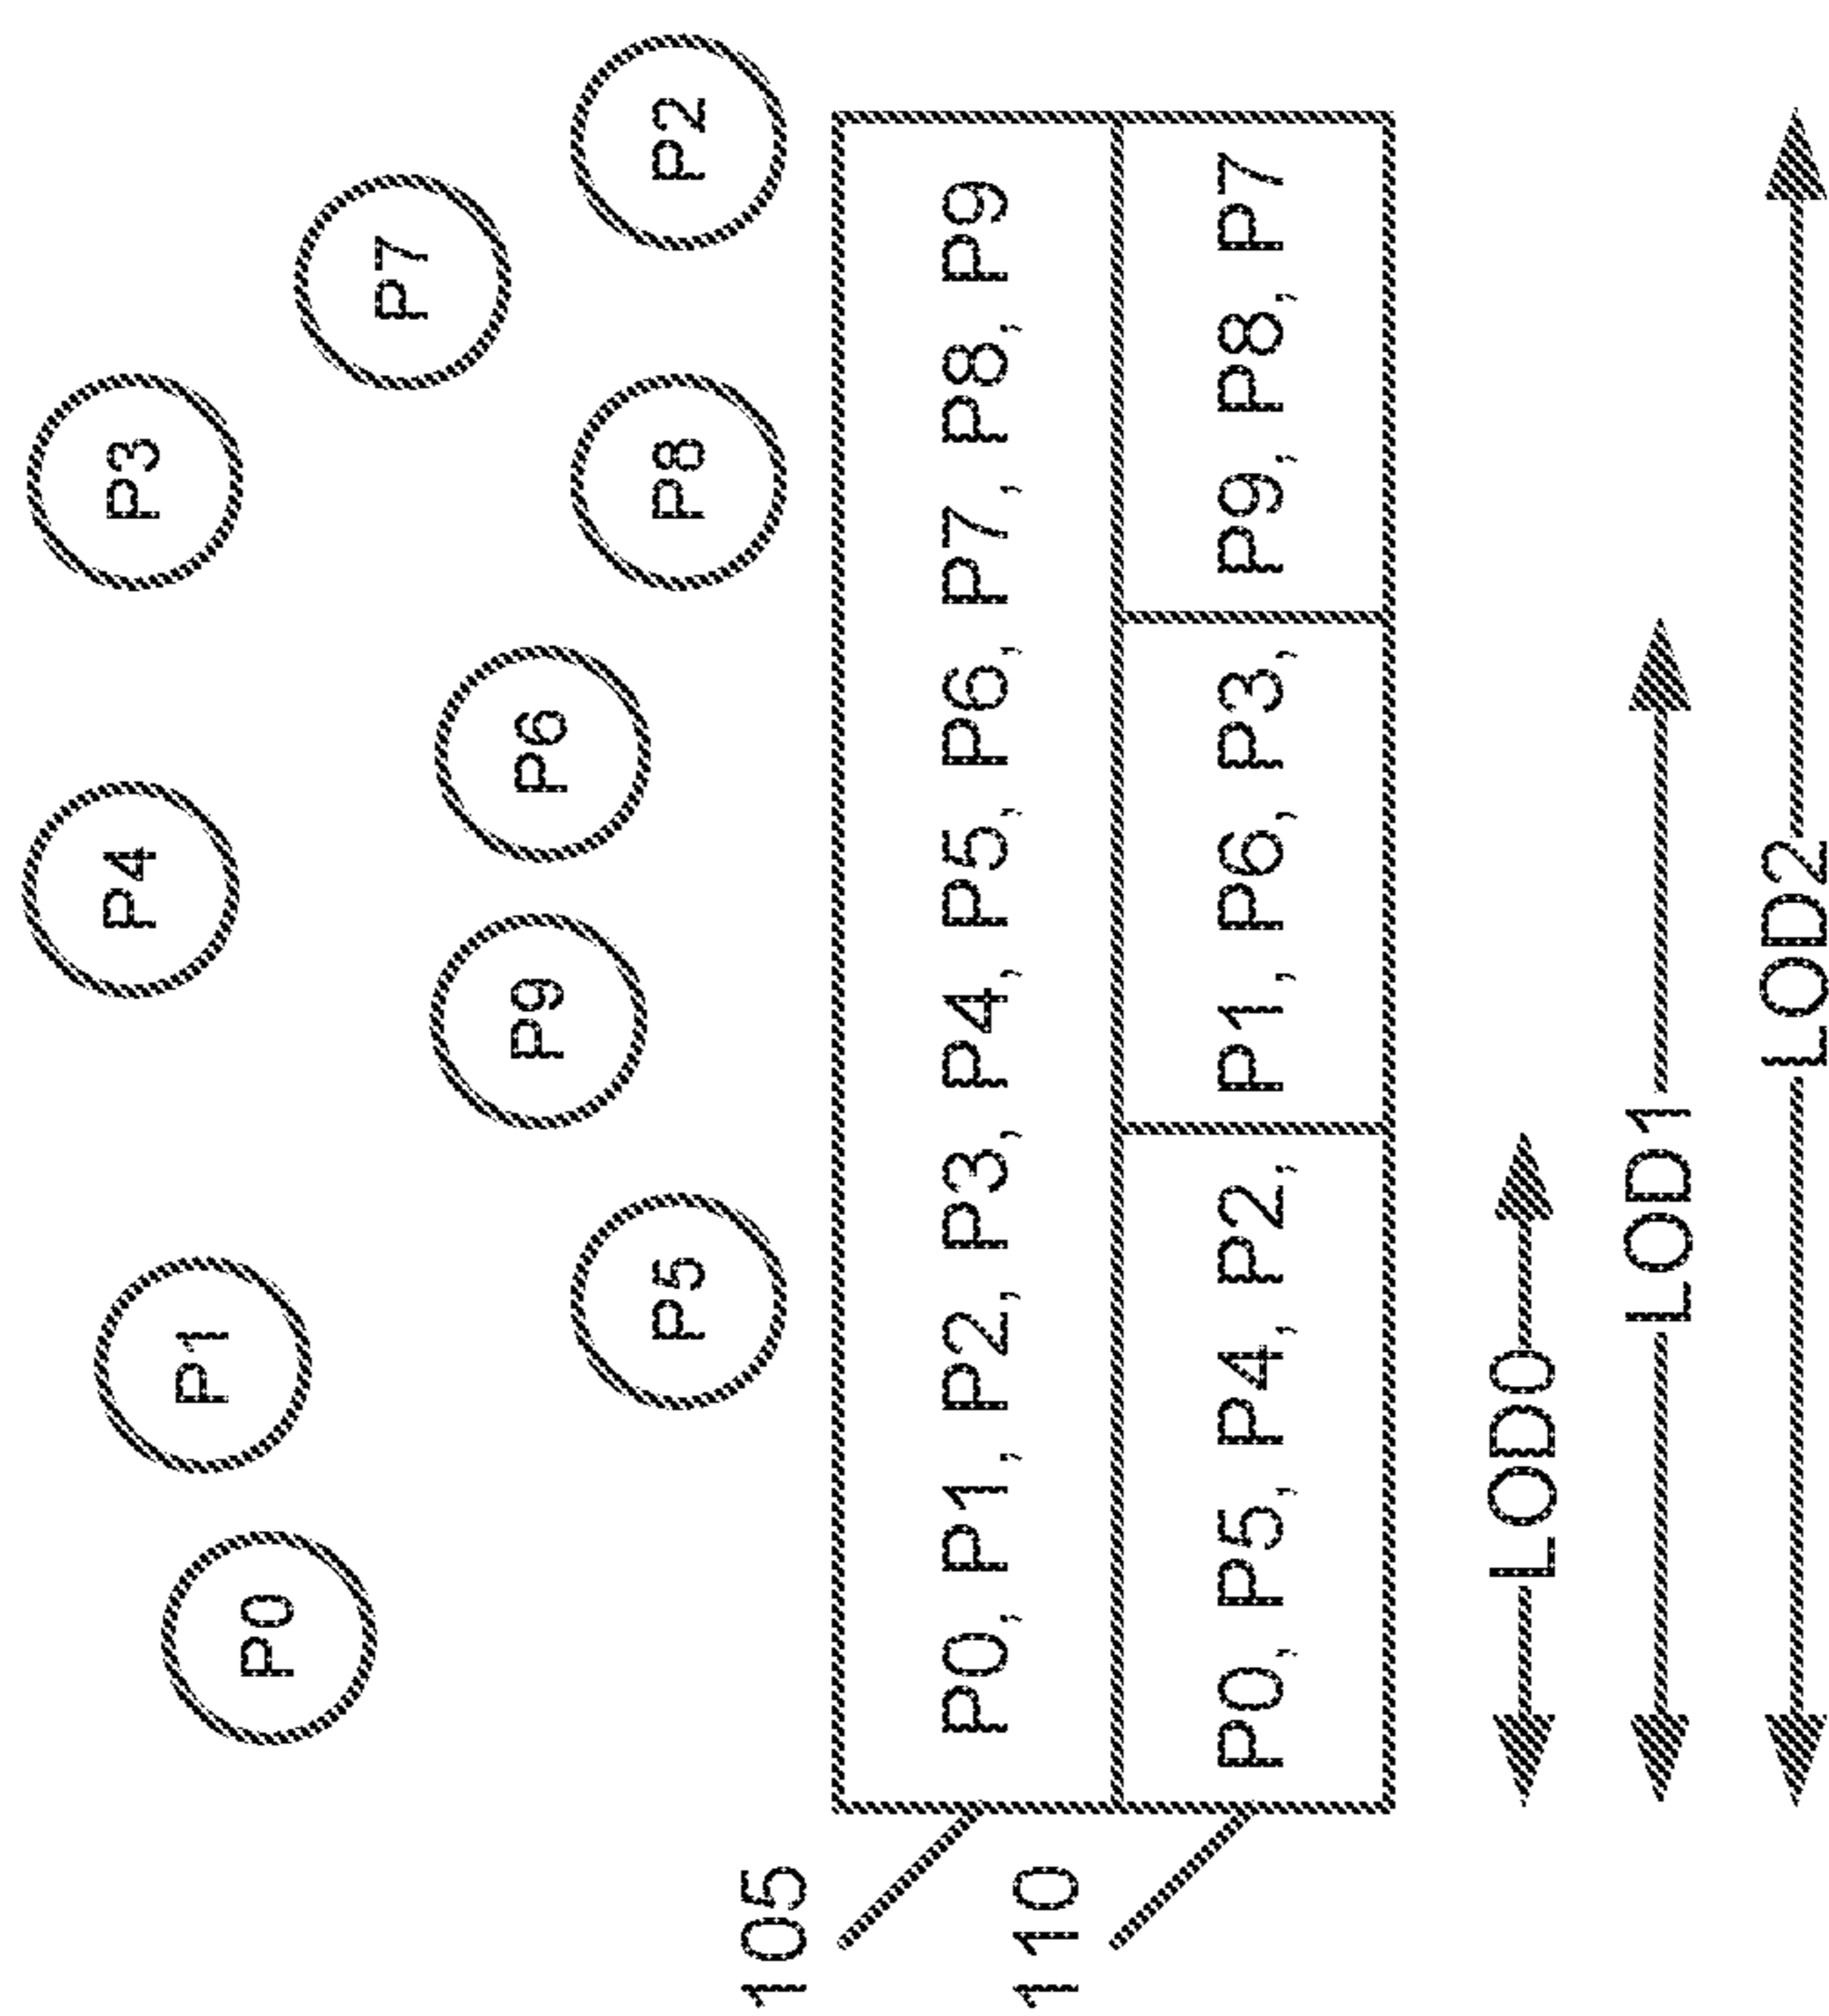 P4 P3
P1
P0
P7
P9 P6
P5 P8 P2
105
P0, P1, P2, P3, P4, P5, P6, P7, P8, P9
110
P0, P5, P4, P2, P1, P6, P3, P9, P8, P7
LOD0
LOD1
LOD2